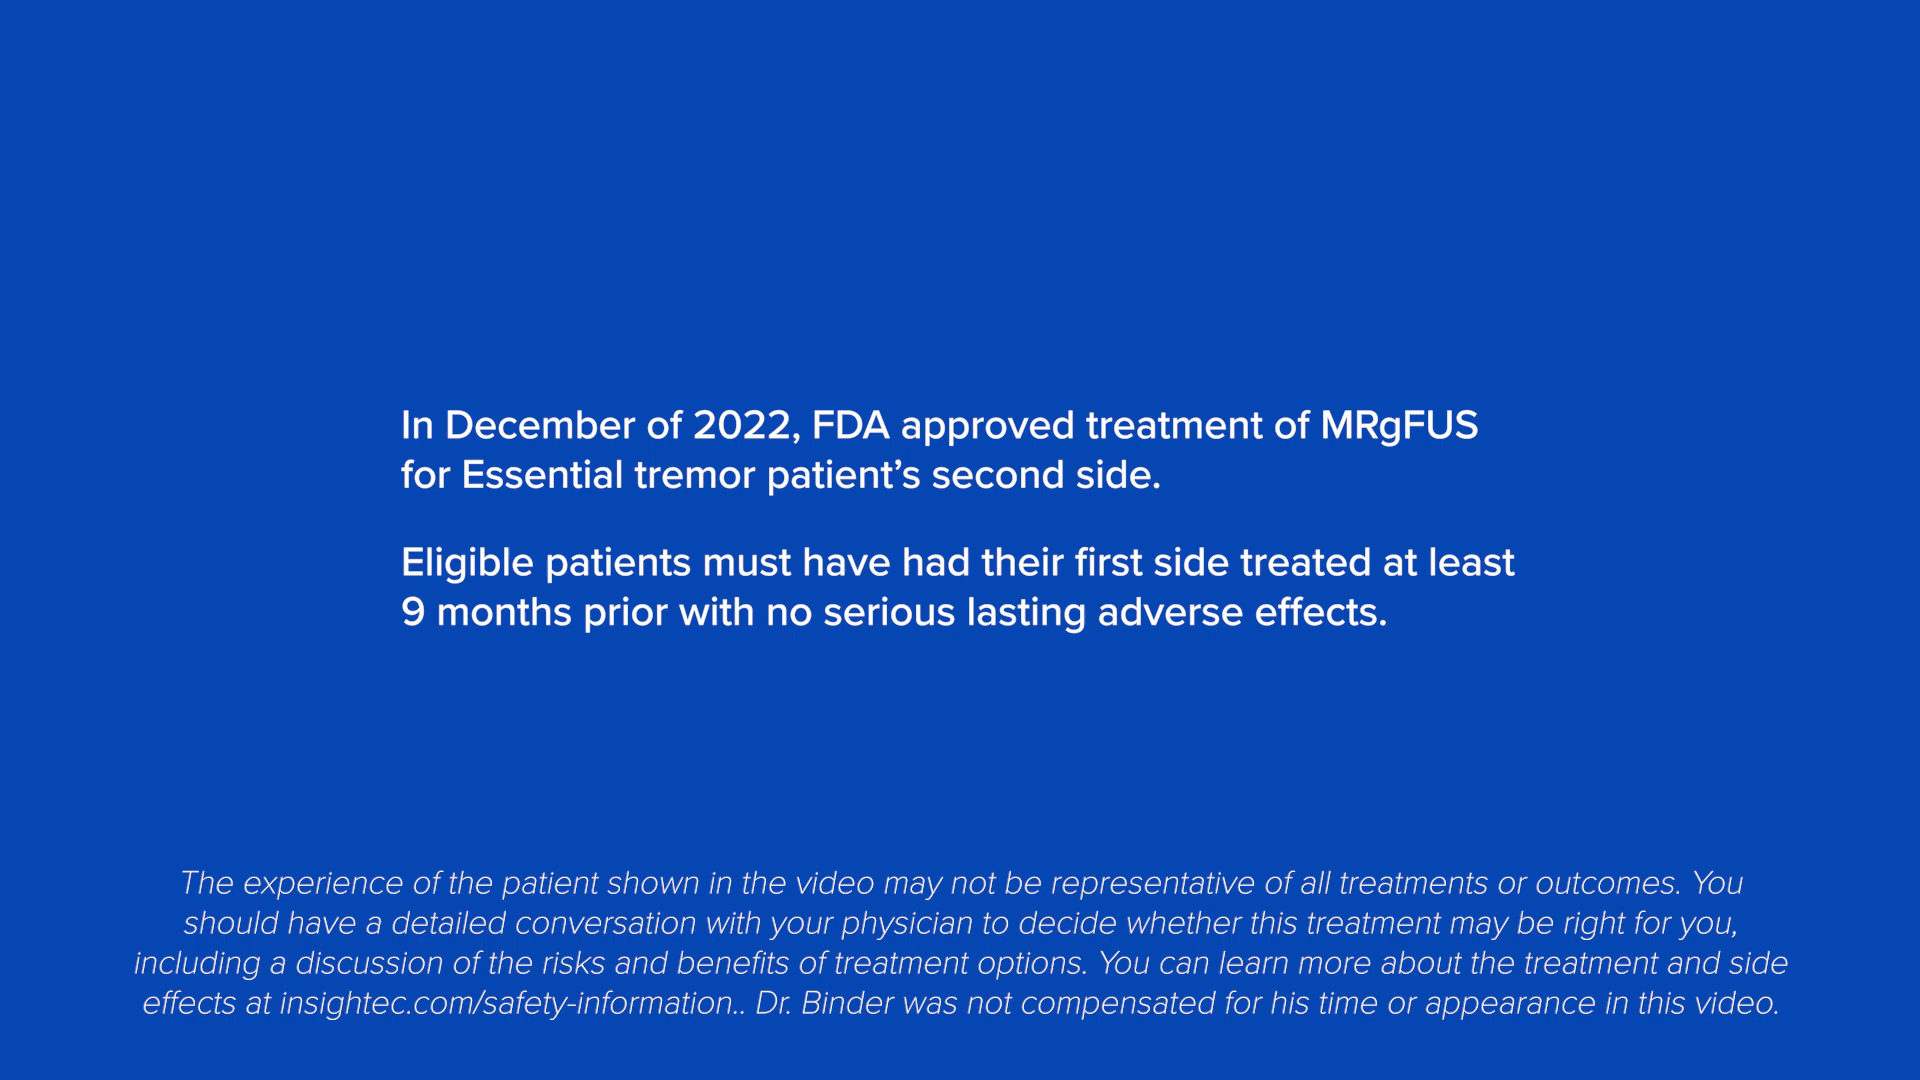 In December of 2022, FDA approved treatment of MRgFUS
for Essential tremor patient’s second side.
Eligible patients must have had their first side treated at least
9 months prior with no serious lasting adverse effects.
The experience of the patient shown in the video may not be representative of all treatments or outcomes. You
should have a detailed conversation with your physician to decide whether this treatment may be right for you,
including a discussion of the risks and benefits of treatment options. You can learn more about the treatment and side
effects at insightec.com/safety-information.. Dr. Binder was not compensated for his time or appearance in this video.